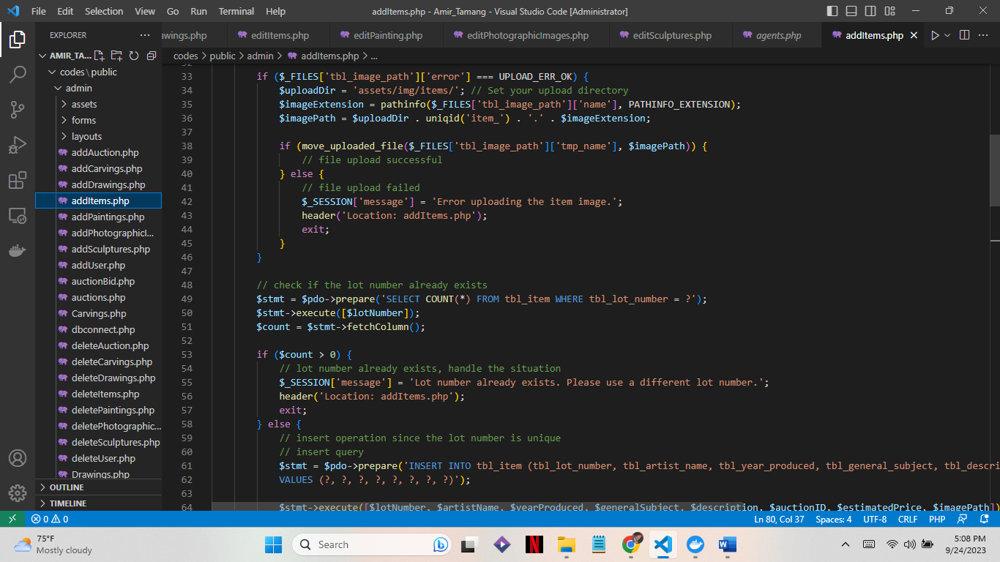 File Edit Selection View Go Run Terminal Help addItems.php - Amir_Tamang - Visual Studio Code [Administrator]
EXPLORER ...
awings.php editItems.php editPainting.php editPhotographicImages.php editSculptures.php agents.php addItems.php
AMIR_TA...
codes > public > admin > addItems.php > ...
codes\public
admin
assets
forms
layouts
addAuction.php
addCarvings.php
addDrawings.php
addItems.php
addPaintings.php
addPhotographicI...
addSculptures.php
addUser.php
auctionBid.php
auctions.php
Carvings.php
dbconnect.php
deleteAuction.php
deleteCarvings.php
deleteDrawings.php
deleteItems.php
deletePaintings.php
deletePhotographic...
deleteSculptures.php
deleteUser.php
Drawings.php
OUTLINE
TIMELINE
33 if ($_FILES['tbl_image_path']['error'] === UPLOAD_ERR_OK) {
34 $uploadDir = 'assets/img/items/'; // Set your upload directory
35 $imageExtension = pathinfo($_FILES['tbl_image_path']['name'], PATHINFO_EXTENSION);
36 $imagePath = $uploadDir . uniqid('item_') . '.' . $imageExtension;
37
38 if (move_uploaded_file($_FILES['tbl_image_path']['tmp_name'], $imagePath)) {
39 // file upload successful
40 } else {
41 // file upload failed
42 $_SESSION['message'] = 'Error uploading the item image.';
43 header('Location: addItems.php');
44 exit;
45 }
46 }
47
48 // check if the lot number already exists
49 $stmt = $pdo->prepare('SELECT COUNT(*) FROM tbl_item WHERE tbl_lot_number = ?');
50 $stmt->execute([$lotNumber]);
51 $count = $stmt->fetchColumn();
52
53 if ($count > 0) {
54 // lot number already exists, handle the situation
55 $_SESSION['message'] = 'Lot number already exists. Please use a different lot number.';
56 header('Location: addItems.php');
57 exit;
58 } else {
59 // insert operation since the lot number is unique
60 // insert query
61 $stmt = $pdo->prepare('INSERT INTO tbl_item (tbl_lot_number, tbl_artist_name, tbl_year_produced, tbl_general_subject, tbl_descri
62 VALUES (?, ?, ?, ?, ?, ?, ?, ?)');
63
64 $stmt->execute([$lotNumber, $artistName, $yearProduced, $generalSubject, $description, $auctionID, $estimatedPrice, $imagePath])
0 0 Ln 80, Col 37 Spaces: 4 UTF-8 CRLF PHP
75°F
Mostly cloudy
Search
5:08 PM
9/24/2023